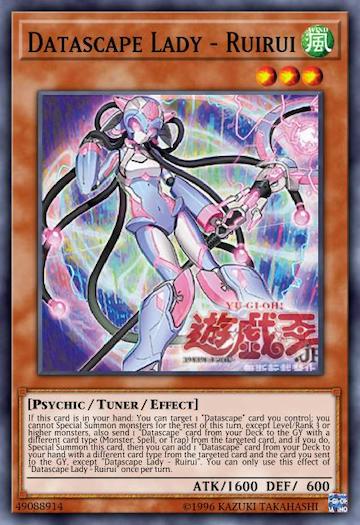 Datascape Lady - Ruirui
WIND
風
YU-GI-OH!
遊戯王
.JP
[Psychic / Tuner / Effect]
If this card is in your hand: You can target 1 "Datascape" card you control; you
cannot Special Summon monsters for the rest of this turn, except Level/Rank 3 or
higher monsters, also send 1 "Datascape" card from your Deck to the GY with a
different card type (Monster, Spell, or Trap) from the targeted card, and if you do,
Special Summon this card, then you can add 1 "Datascape" card from your Deck to
your hand with a different card type from the targeted card and the card you sent
to the GY, except "Datascape Lady - Ruirui". You can only use this effect of
"Datascape Lady - Ruirui" once per turn.
ATK/1600 DEF/ 600
49088914
©1996 KAZUKI TAKAHASHI